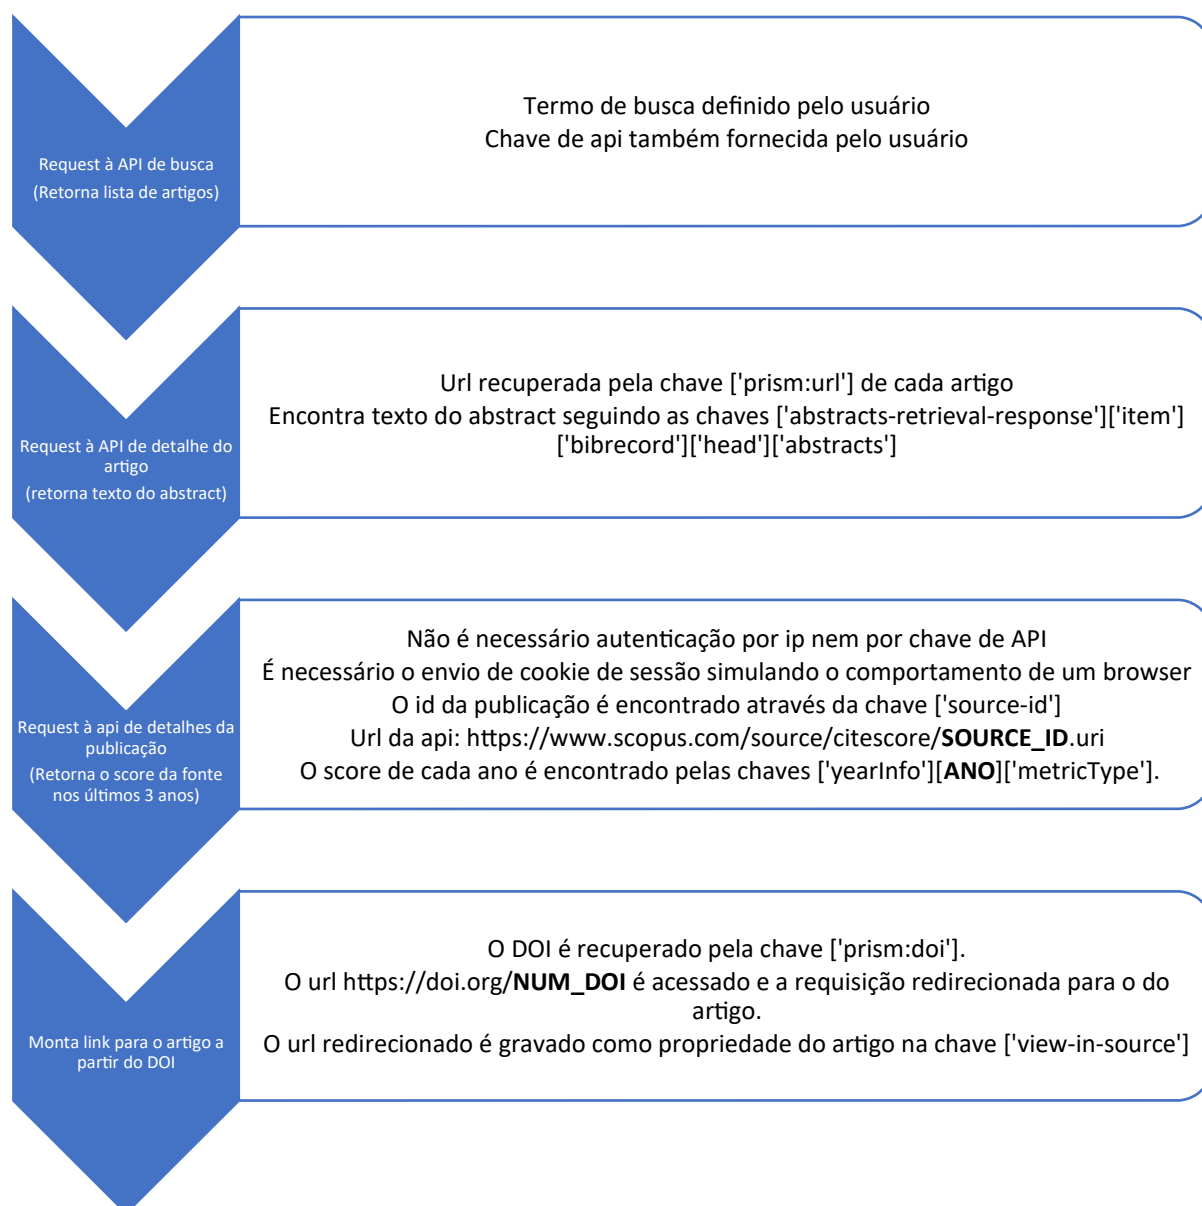 Request à API de busca
(Retorna lista de artigos)
Termo de busca definido pelo usuário
Chave de api também fornecida pelo usuário
Request à API de detalhe do
artigo
(retorna texto do abstract)
Url recuperada pela chave ['prism:url'] de cada artigo
Encontra texto do abstract seguindo as chaves ['abstracts-retrieval-response']['item']
['bibrecord']['head']['abstracts']
Request à api de detalhes da
publicação
(Retorna o score da fonte
nos últimos 3 anos)
Não é necessário autenticação por ip nem por chave de API
É necessário o envio de cookie de sessão simulando o comportamento de um browser
O id da publicação é encontrado através da chave ['source-id']
Url da api: https://www.scopus.com/source/citescore/SOURCE_ID.uri
O score de cada ano é encontrado pelas chaves ['yearInfo'][ANO]['metricType'].
Monta link para o artigo a
partir do DOI
O DOI é recuperado pela chave ['prism:doi'].
O url https://doi.org/NUM_DOI é acessado e a requisição redirecionada para o do
artigo.
O url redirecionado é gravado como propriedade do artigo na chave ['view-in-source']